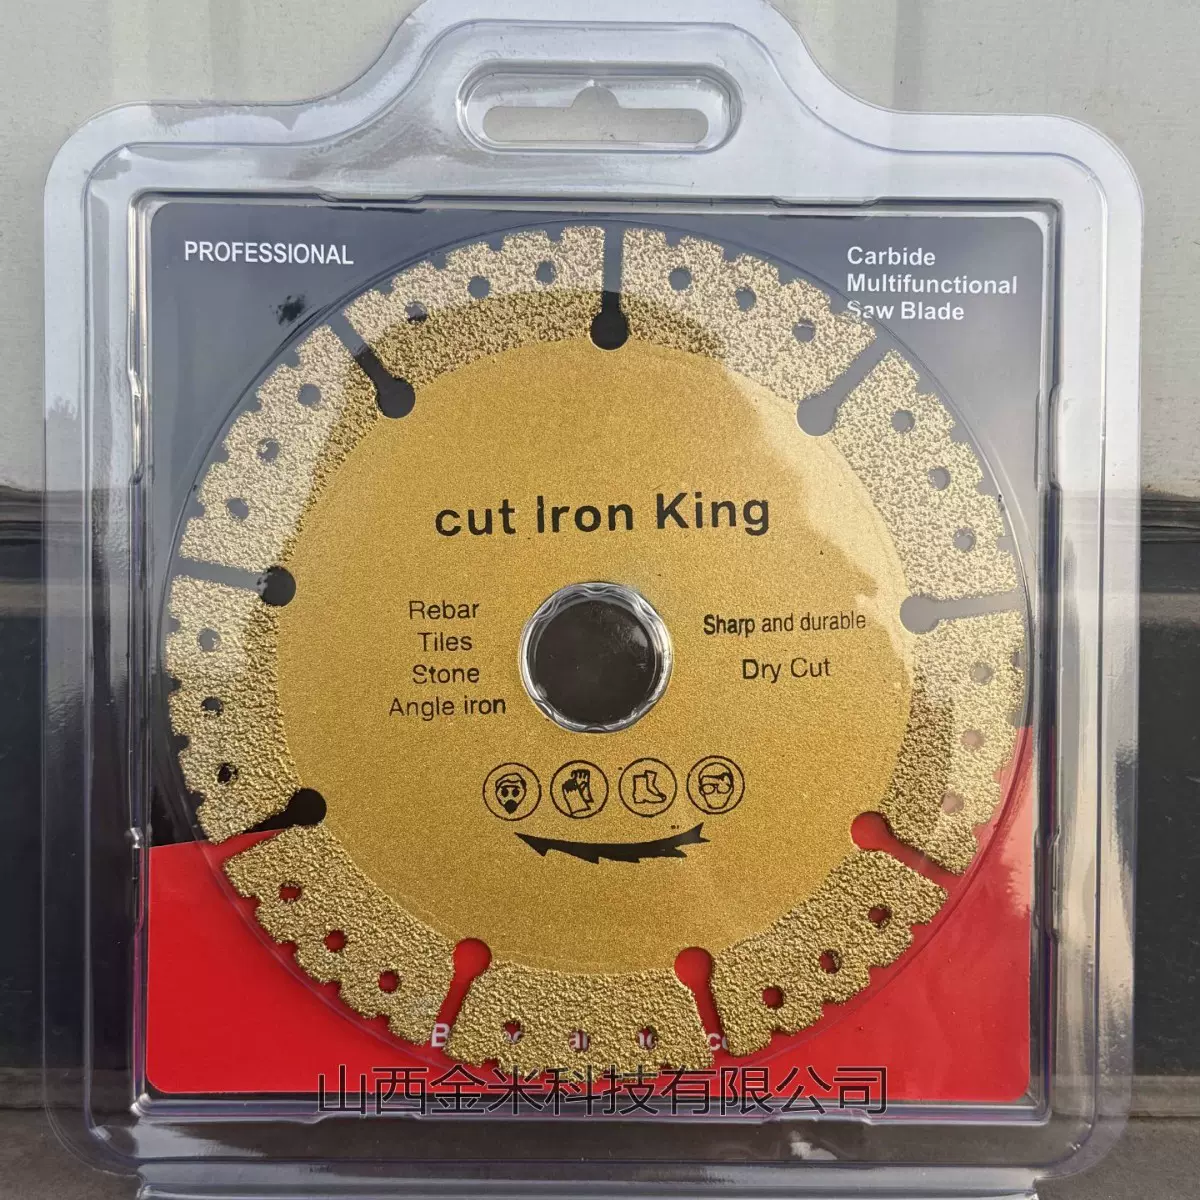 PROFESSIONAL
Carbide
Multifunctional
Saw Blade
cut Iron King
Rebar
Tiles
Stone
Angle iron
Sharp and durable
Dry Cut
山西金米科技有限公司